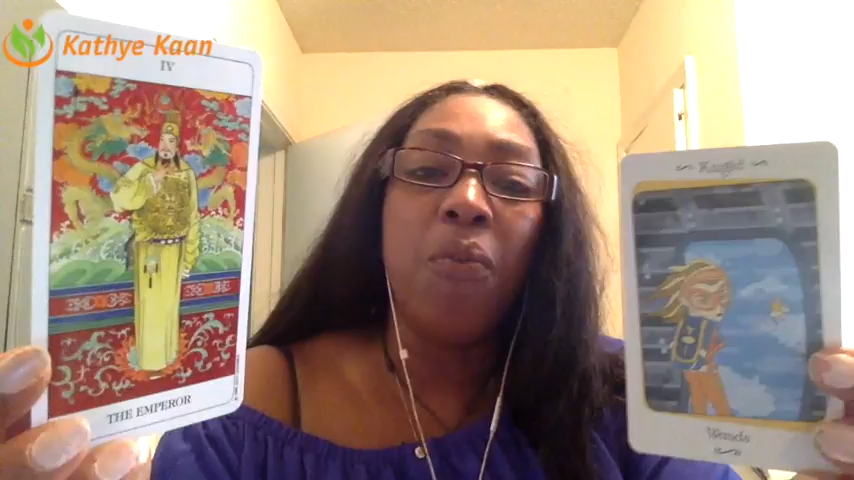 Kathye Kaan
IV
THE EMPEROR
Knight
Wands